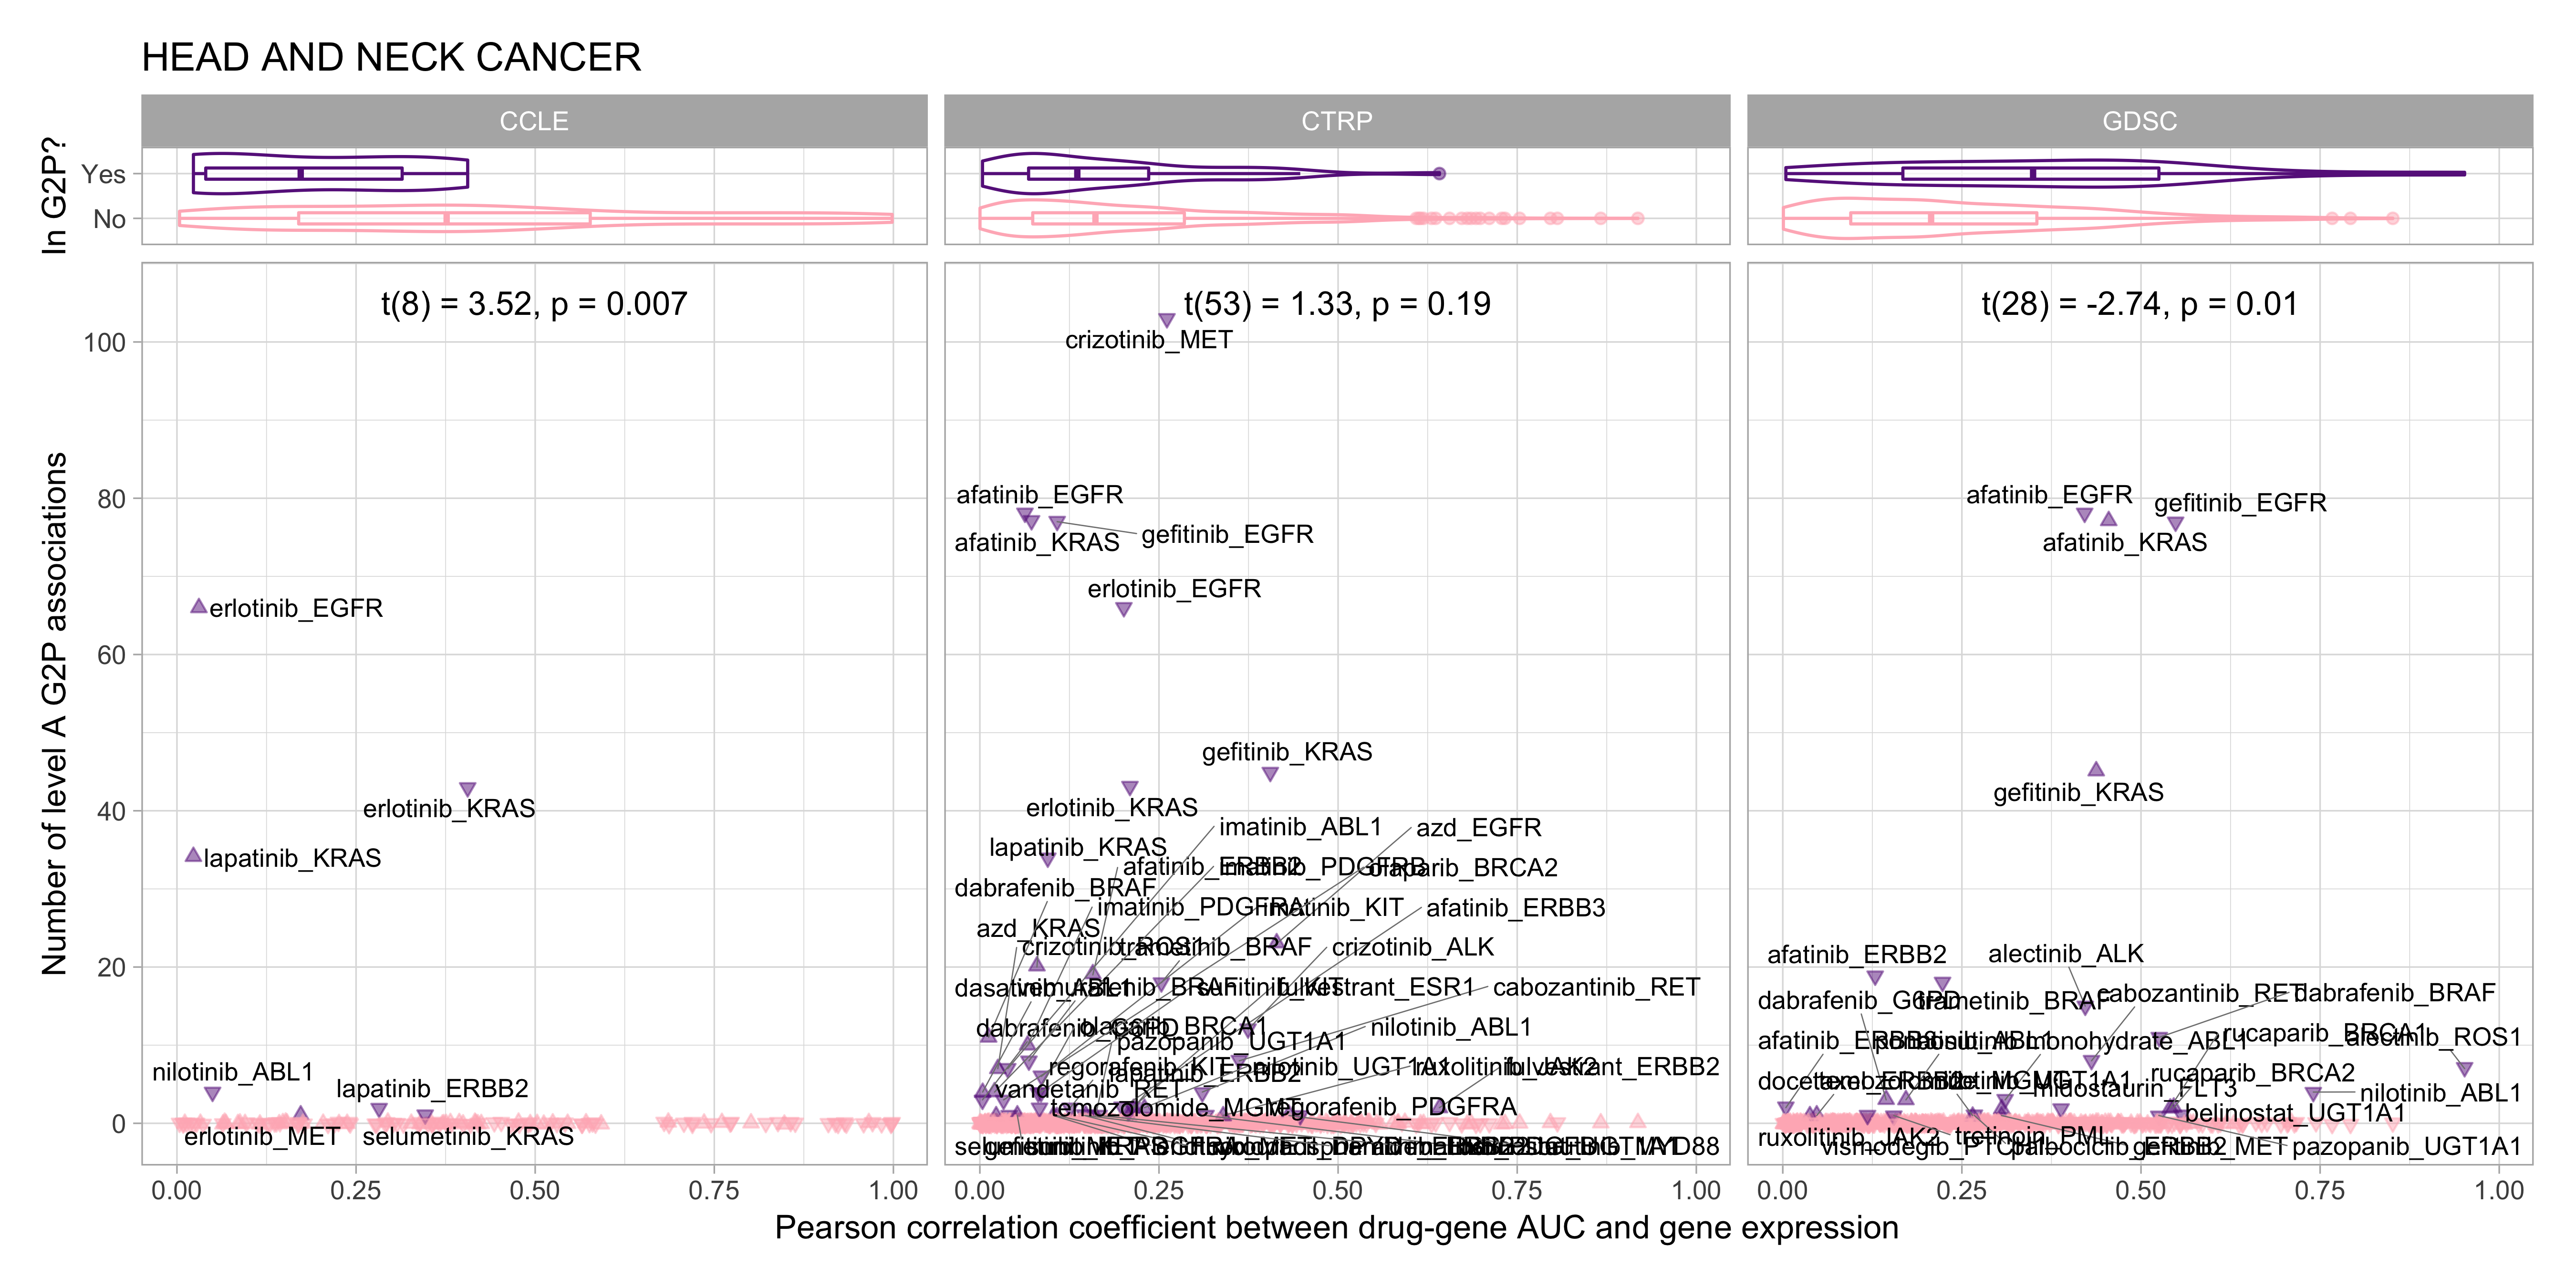 HEAD AND NECK CANCER
CCLE
CTRP
GDSC
In G2P?
Yes
No
Number of level A G2P associations
100
80
60
40
20
0
t(8) = 3.52, p = 0.007
erlotinib_EGFR
erlotinib_KRAS
lapatinib_KRAS
nilotinib_ABL1
lapatinib_ERBB2
erlotinib_MET
selumetinib_KRAS
t(53) = 1.33, p = 0.19
crizotinib_MET
afatinib_EGFR
afatinib_KRAS
gefitinib_EGFR
erlotinib_EGFR
gefitinib_KRAS
erlotinib_KRAS
imatinib_ABL1
azd_EGFR
lapatinib_KRAS
afatinib_ERBB2
imatinib_PDGFRB
olaparib_BRCA2
dabrafenib_BRAF
imatinib_PDGFRA
imatinib_KIT
afatinib_ERBB3
azd_KRAS
crizotinib_ROS1
trametinib_BRAF
crizotinib_ALK
dasatinib_ABL1
vemurafenib_BRAF
sunitinib_KIT
fulvestrant_ESR1
cabozantinib_RET
dabrafenib_G6PD
olaparib_BRCA1
nilotinib_ABL1
pazopanib_UGT1A1
regorafenib_KIT
lapatinib_ERBB2
nilotinib_UGT1A1
ruxolitinib_JAK2
fulvestrant_ERBB2
vandetanib_RET
temozolomide_MGMT
regorafenib_PDGFRA
t(28) = -2.74, p = 0.01
afatinib_EGFR
gefitinib_EGFR
afatinib_KRAS
gefitinib_KRAS
afatinib_ERBB2
alectinib_ALK
dabrafenib_G6PD
trametinib_BRAF
cabozantinib_RET
dabrafenib_BRAF
afatinib_ERBB3
ponatinib_ABL1
bosutinib monohydrate_ABL1
rucaparib_BRCA1
alectinib_ROS1
docetaxel_ERBB2
temozolomide_MGMT
nilotinib_UGT1A1
midostaurin_FLT3
rucaparib_BRCA2
nilotinib_ABL1
belinostat_UGT1A1
ruxolitinib_JAK2
vismodegib_PTCH1
tretinoin_PML
palbociclib_ERBB2
gefitinib_MET
pazopanib_UGT1A1
0.00
0.25
0.50
0.75
1.00
0.00
0.25
0.50
0.75
1.00
0.00
0.25
0.50
0.75
1.00
Pearson correlation coefficient between drug-gene AUC and gene expression